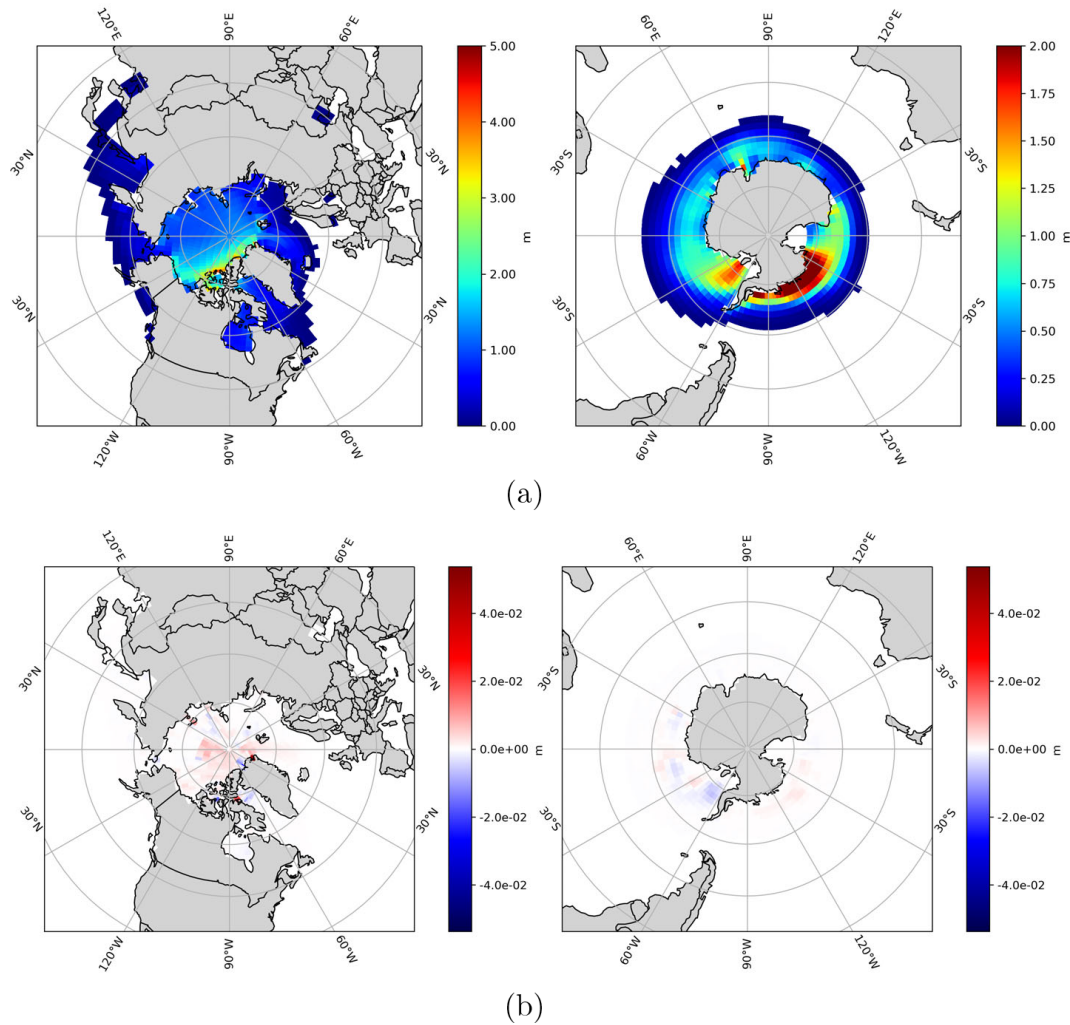 90°E
120°E
60°E
30°N
30°N
30°N
30°N
120°W
90°W
60°W
5.00
4.00
3.00
2.00
1.00
0.00
m
90°E
60°E
120°E
30°S
30°S
30°S
30°S
60°W
90°W
120°W
2.00
1.75
1.50
1.25
1.00
0.75
0.50
0.25
0.00
m
(a)
90°E
120°E
60°E
30°N
30°N
30°N
30°N
120°W
90°W
60°W
4.0e-02
2.0e-02
0.0e+00
-2.0e-02
-4.0e-02
m
90°E
60°E
120°E
30°S
30°S
30°S
30°S
60°W
90°W
120°W
4.0e-02
2.0e-02
0.0e+00
-2.0e-02
-4.0e-02
m
(b)